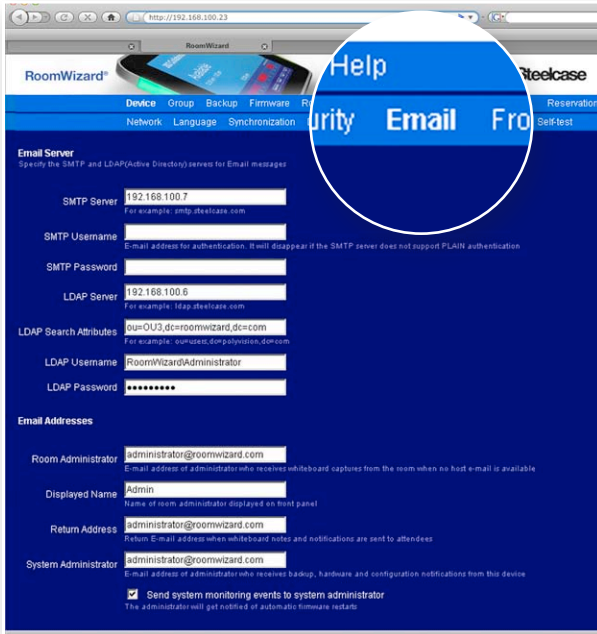 http://192.168.100.23
RoomWizard
RoomWizard®
Steelcase
Help
Device Group Backup Firmware
Reservation
Network Language Synchronization
urity Email Fro
Self-test
Email Server
Specify the SMTP and LDAP(Active Directory) servers for Email messages
SMTP Server 192.168.100.7
For example: smtp.steelcase.com
SMTP Username
E-mail address for authentication. It will disappear if the SMTP server does not support PLAIN authentication
SMTP Password
LDAP Server 192.168.100.6
For example: ldap.steelcase.com
LDAP Search Attributes ou=OU3,dc=roomwizard,dc=com
For example: ou=users,dc=polyvision,dc=com
LDAP Username RoomWizard\Administrator
LDAP Password •••••••••
Email Addresses
Room Administrator administrator@roomwizard.com
E-mail address of administrator who receives whiteboard captures from the room when no host e-mail is available
Displayed Name Admin
Name of room administrator displayed on front panel
Return Address administrator@roomwizard.com
Return E-mail address when whiteboard notes and notifications are sent to attendees
System Administrator administrator@roomwizard.com
E-mail address of administrator who receives backup, hardware and configuration notifications from this device
Send system monitoring events to system administrator
The administrator will get notified of automatic firmware restarts